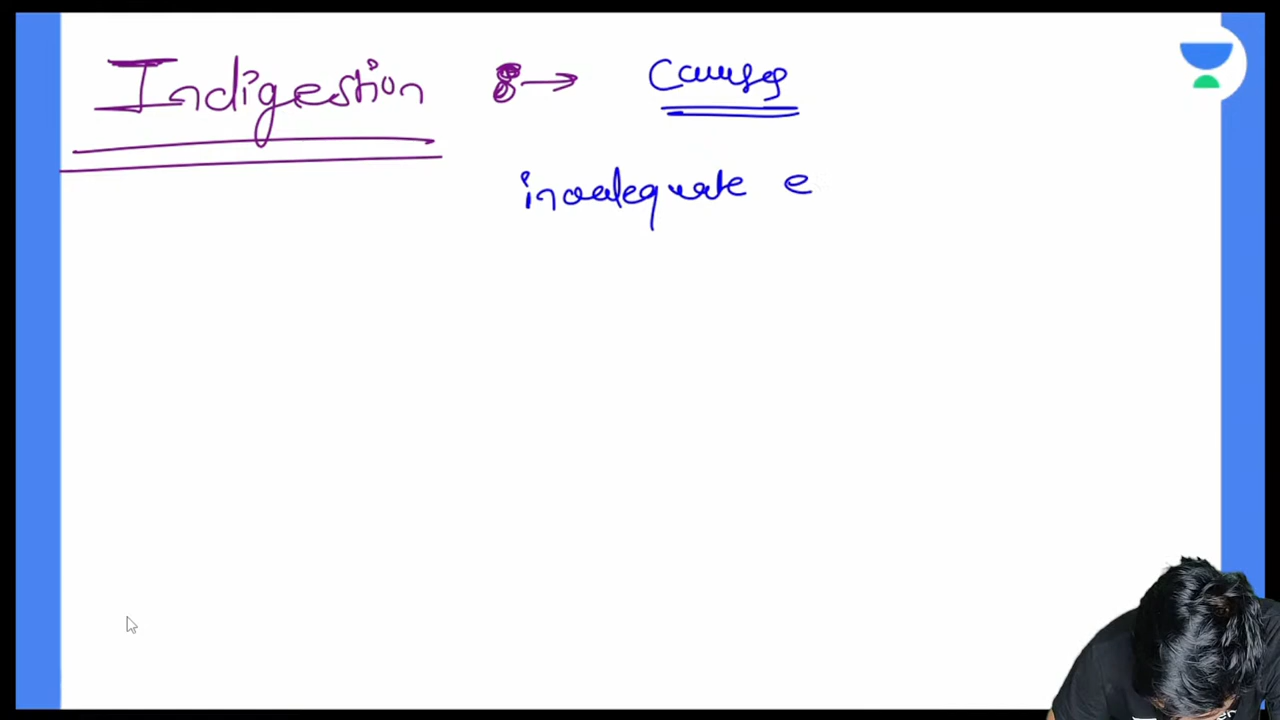 Indigestion :→ Causes
inadequate e